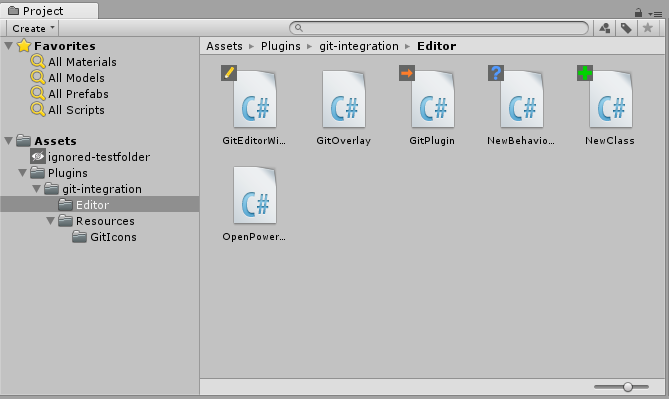 Project
Create
Favorites
All Materials
All Models
All Prefabs
All Scripts
Assets
ignored-testfolder
Plugins
git-integration
Editor
Resources
GitIcons
Assets Plugins git-integration Editor
C# C# C# ? C# C#
GitEditorWi... GitOverlay GitPlugin NewBehavio... NewClass
C#
OpenPower...